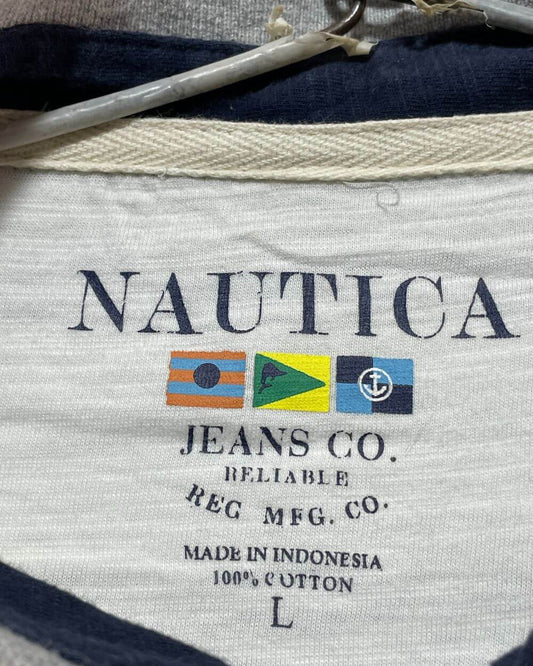 NAUTICA
JEANS CO.
RELIABLE
REG MFG. CO.
MADE IN INDONESIA
100% COTTON
L